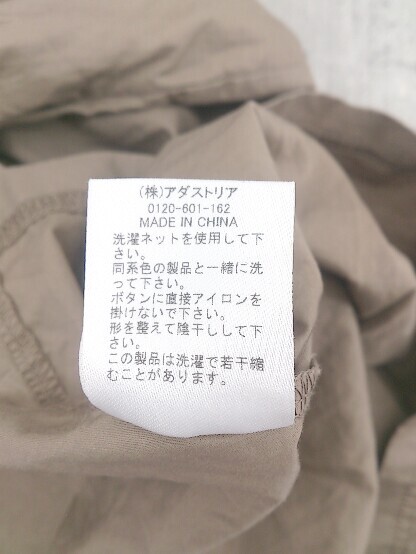 (株)アダストリア
0120-601-162
MADE IN CHINA
洗濯ネットを使用して下
さい。
同系色の製品と一緒に洗
って下さい。
ボタンに直接アイロンを
掛けないで下さい。
形を整えて陰干しして下
さい。
この製品は洗濯で若干縮
むことがあります。